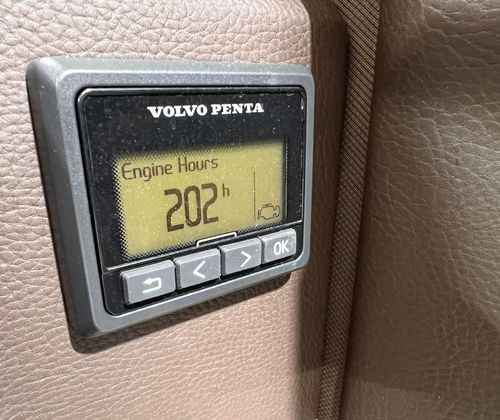 VOLVO PENTA
Engine Hours
202 h
< > OK